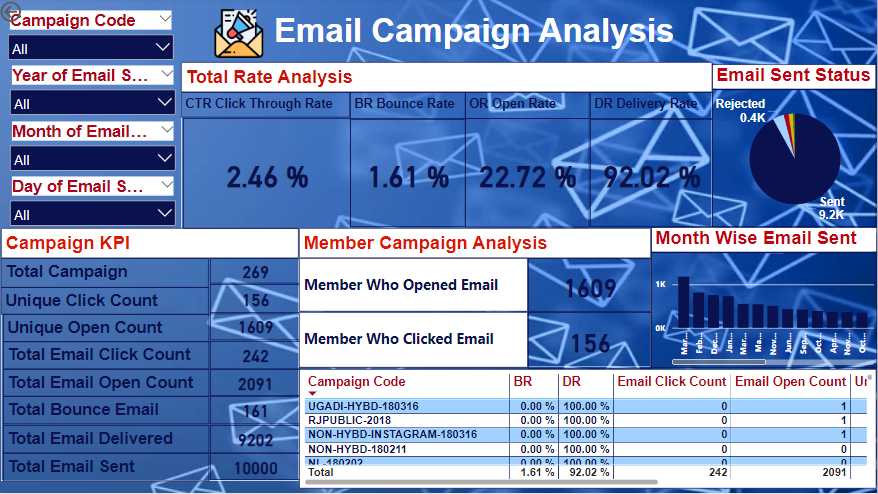 Email Campaign Analysis
Campaign Code
All
Year of Email S...
All
Month of Email...
All
Day of Email S...
All
Total Rate Analysis
CTR Click Through Rate
BR Bounce Rate
OR Open Rate
DR Delivery Rate
2.46 %
1.61 %
22.72 %
92.02 %
Email Sent Status
Rejected
0.4K
Sent
9.2K
Campaign KPI
Total Campaign 269
Unique Click Count 156
Unique Open Count 1609
Total Email Click Count 242
Total Email Open Count 2091
Total Bounce Email 161
Total Email Delivered 9202
Total Email Sent 10000
Member Campaign Analysis
Member Who Opened Email 1609
Member Who Clicked Email 156
Month Wise Email Sent
1K
0K
Mar...
Feb...
Dec...
Jan...
Mar...
Ma...
Nov...
Jun...
Sep...
Oct...
Apr...
Nov...
Oct...
Campaign Code BR DR Email Click Count Email Open Count Ur
UGADI-HYBD-180316 0.00 % 100.00 % 0 1
RJPUBLIC-2018 0.00 % 100.00 % 0 1
NON-HYBD-INSTAGRAM-180316 0.00 % 100.00 % 0 1
NON-HYBD-180211 0.00 % 100.00 % 0 0
NL-180202 0.00 % 100.00 % 0 0
Total 1.61 % 92.02 % 242 2091